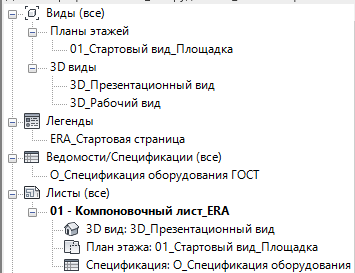 Виды (все)
Планы этажей
01_Стартовый вид_Площадка
3D виды
3D_Презентационный вид
3D_Рабочий вид
Легенды
ERA_Стартовая страница
Ведомости/Спецификации (все)
О_Спецификация оборудования ГОСТ
Листы (все)
01 - Компоновочный лист_ERA
3D вид: 3D_Презентационный вид
План этажа: 01_Стартовый вид_Площадка
Спецификация: О_Спецификация оборудования